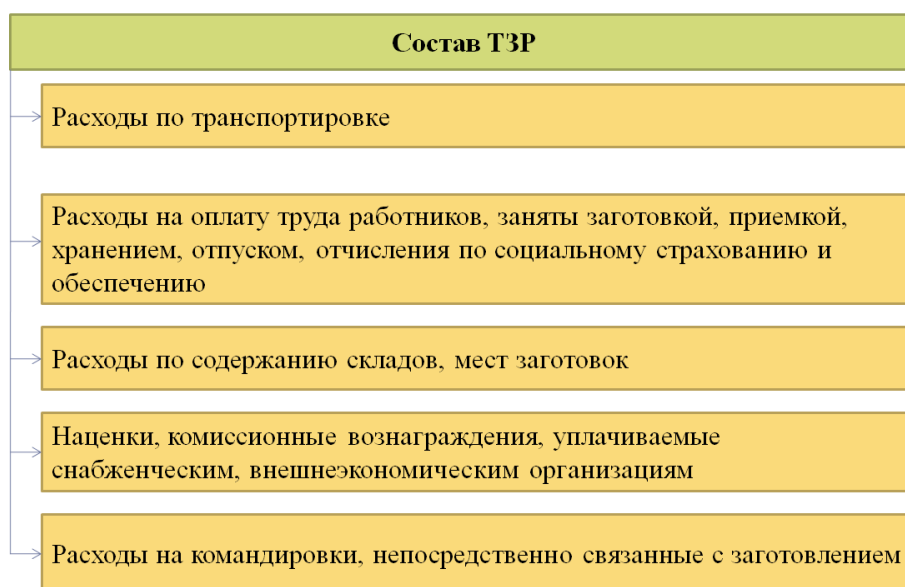 Состав ТЗР
Расходы по транспортировке
Расходы на оплату труда работников, заняты заготовкой, приемкой,
хранением, отпуском, отчисления по социальному страхованию и
обеспечению
Расходы по содержанию складов, мест заготовок
Наценки, комиссионные вознаграждения, уплачиваемые
снабженческим, внешнеэкономическим организациям
Расходы на командировки, непосредственно связанные с заготовлением